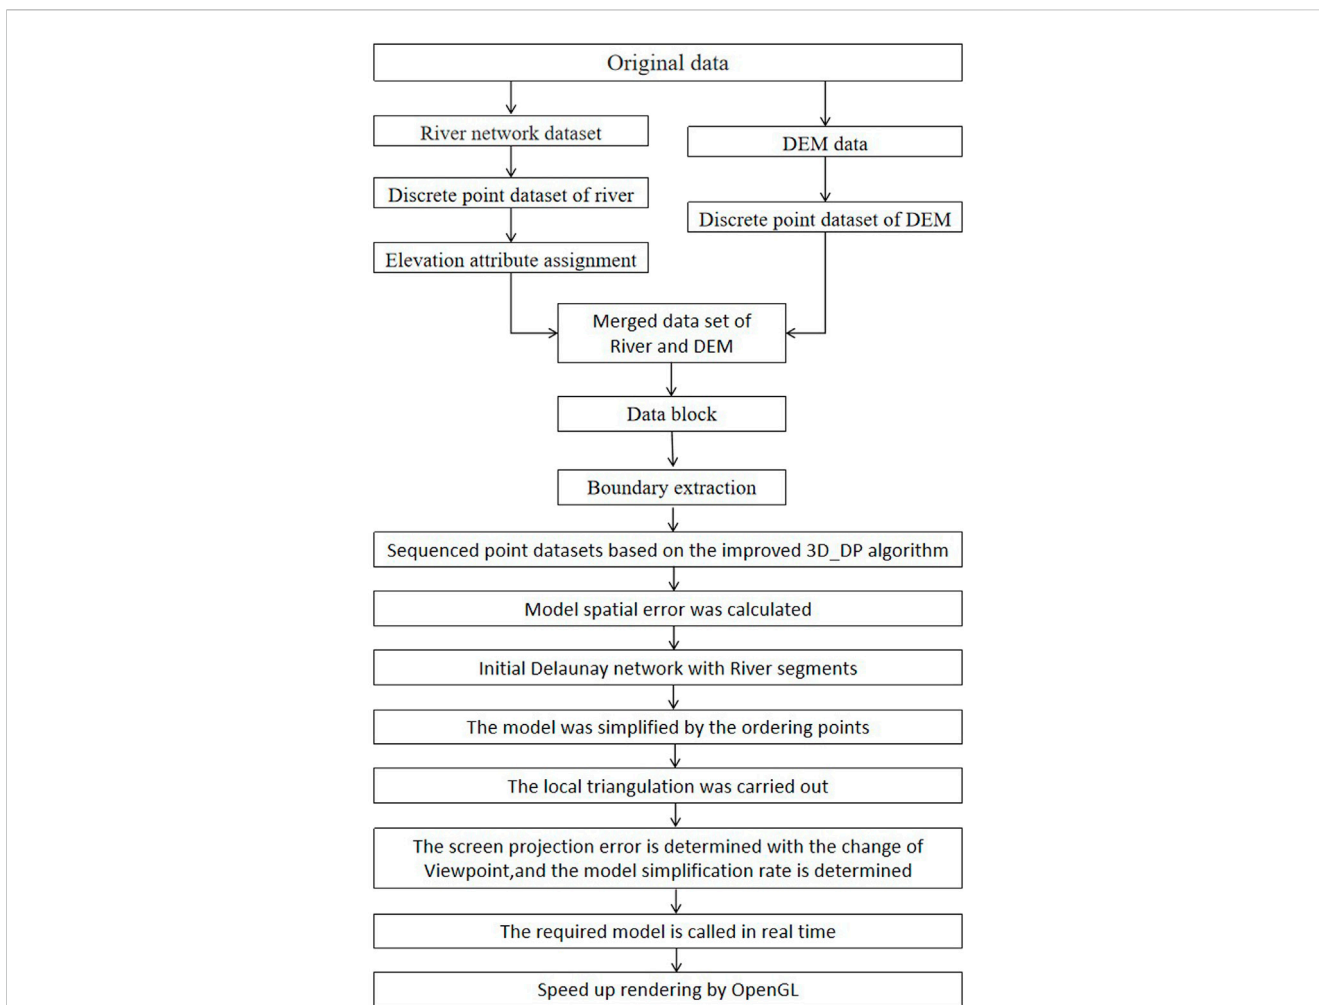 Original data
River network dataset
DEM data
Discrete point dataset of river
Discrete point dataset of DEM
Elevation attribute assignment
Merged data set of
River and DEM
Data block
Boundary extraction
Sequenced point datasets based on the improved 3D_DP algorithm
Model spatial error was calculated
Initial Delaunay network with River segments
The model was simplified by the ordering points
The local triangulation was carried out
The screen projection error is determined with the change of
Viewpoint,and the model simplification rate is determined
The required model is called in real time
Speed up rendering by OpenGL